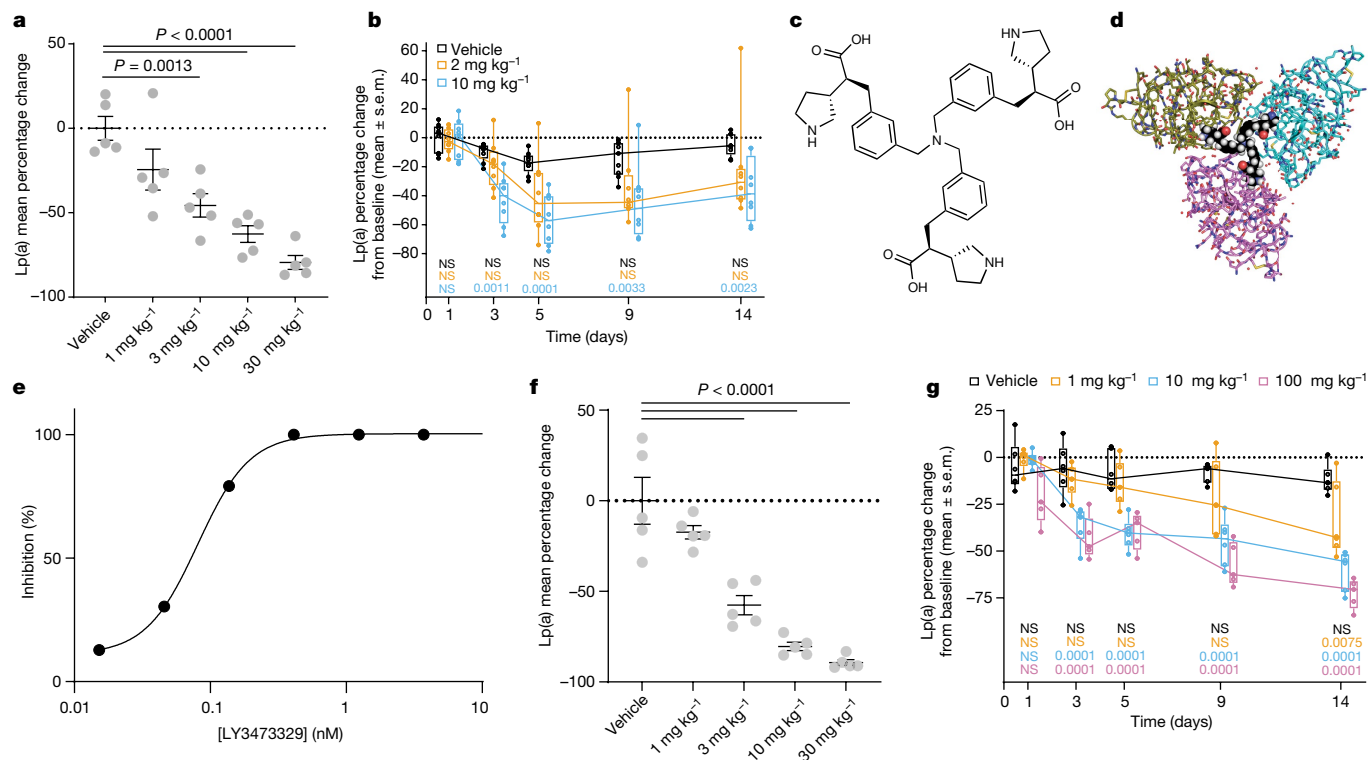 a
50
0
−50
−100
Lp(a) mean percentage change
P < 0.0001
P = 0.0013
Vehicle
1 mg kg⁻¹
3 mg kg⁻¹
10 mg kg⁻¹
30 mg kg⁻¹
b
60
40
20
0
−20
−40
−60
−80
Lp(a) percentage change
from baseline (mean ± s.e.m.)
Vehicle
2 mg kg⁻¹
10 mg kg⁻¹
NS NS NS NS NS
NS NS NS NS NS
NS 0.0011 0.0001 0.0033 0.0023
0 1 3 5 9 14
Time (days)
c
OH
O
HN
NH
N
O
OH
O
OH
NH
d
e
100
50
0
Inhibition (%)
0.01 0.1 1 10
[LY3473329] (nM)
f
50
0
−50
−100
Lp(a) mean percentage change
P < 0.0001
Vehicle
1 mg kg⁻¹
3 mg kg⁻¹
10 mg kg⁻¹
30 mg kg⁻¹
g
Vehicle 1 mg kg⁻¹ 10 mg kg⁻¹ 100 mg kg⁻¹
25
0
−25
−50
−75
Lp(a) percentage change
from baseline (mean ± s.e.m.)
NS NS NS NS NS
NS NS NS NS 0.0075
NS 0.0001 0.0001 0.0001 0.0001
NS 0.0001 0.0001 0.0001 0.0001
0 1 3 5 9 14
Time (days)